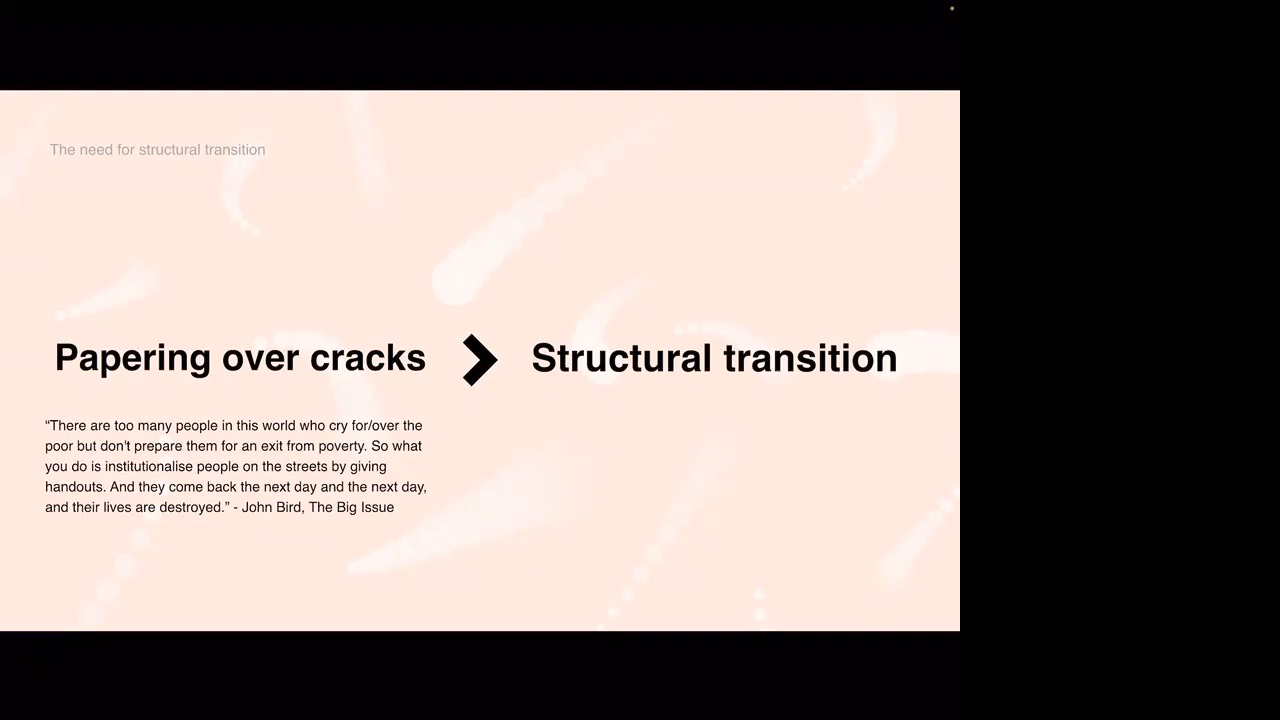 The need for structural transition
Papering over cracks
Structural transition
“There are too many people in this world who cry for/over the
poor but don't prepare them for an exit from poverty. So what
you do is institutionalise people on the streets by giving
handouts. And they come back the next day and the next day,
and their lives are destroyed.” - John Bird, The Big Issue